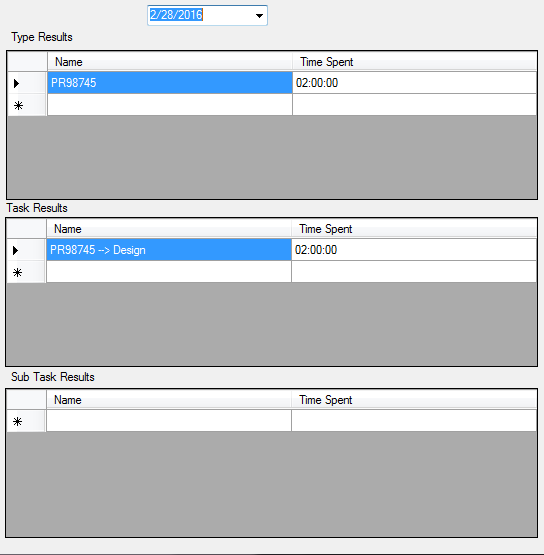 2/28/2016
Type Results
Name Time Spent
PR98745 02:00:00
Task Results
Name Time Spent
PR98745 --> Design 02:00:00
Sub Task Results
Name Time Spent